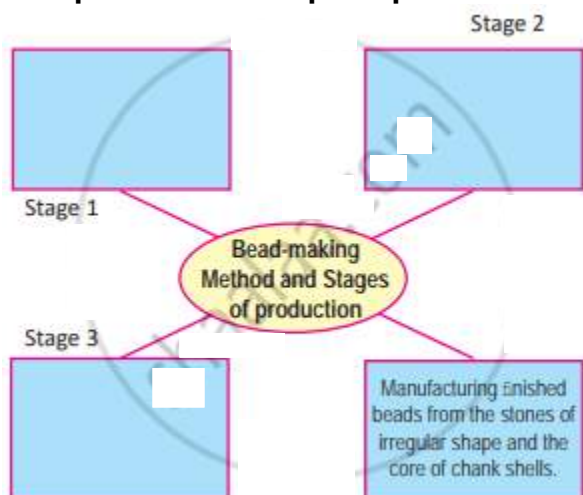 Stage 2
Stage 1
Bead-making
Method and Stages
of production
Stage 3
Manufacturing finished
beads from the stones of
irregular shape and the
core of chank shells.